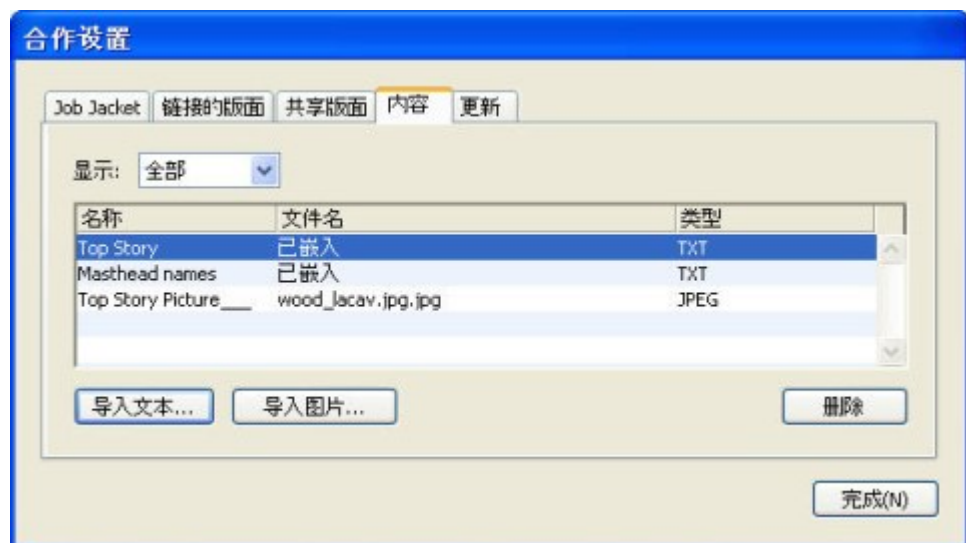 合作设置
Job Jacket 链接的版面 共享版面 内容 更新
显示: 全部
名称 文件名 类型
Top Story 已嵌入 TXT
Masthead names 已嵌入 TXT
Top Story Picture___ wood_lacav.jpg.jpg JPEG
导入文本... 导入图片... 删除
完成(N)